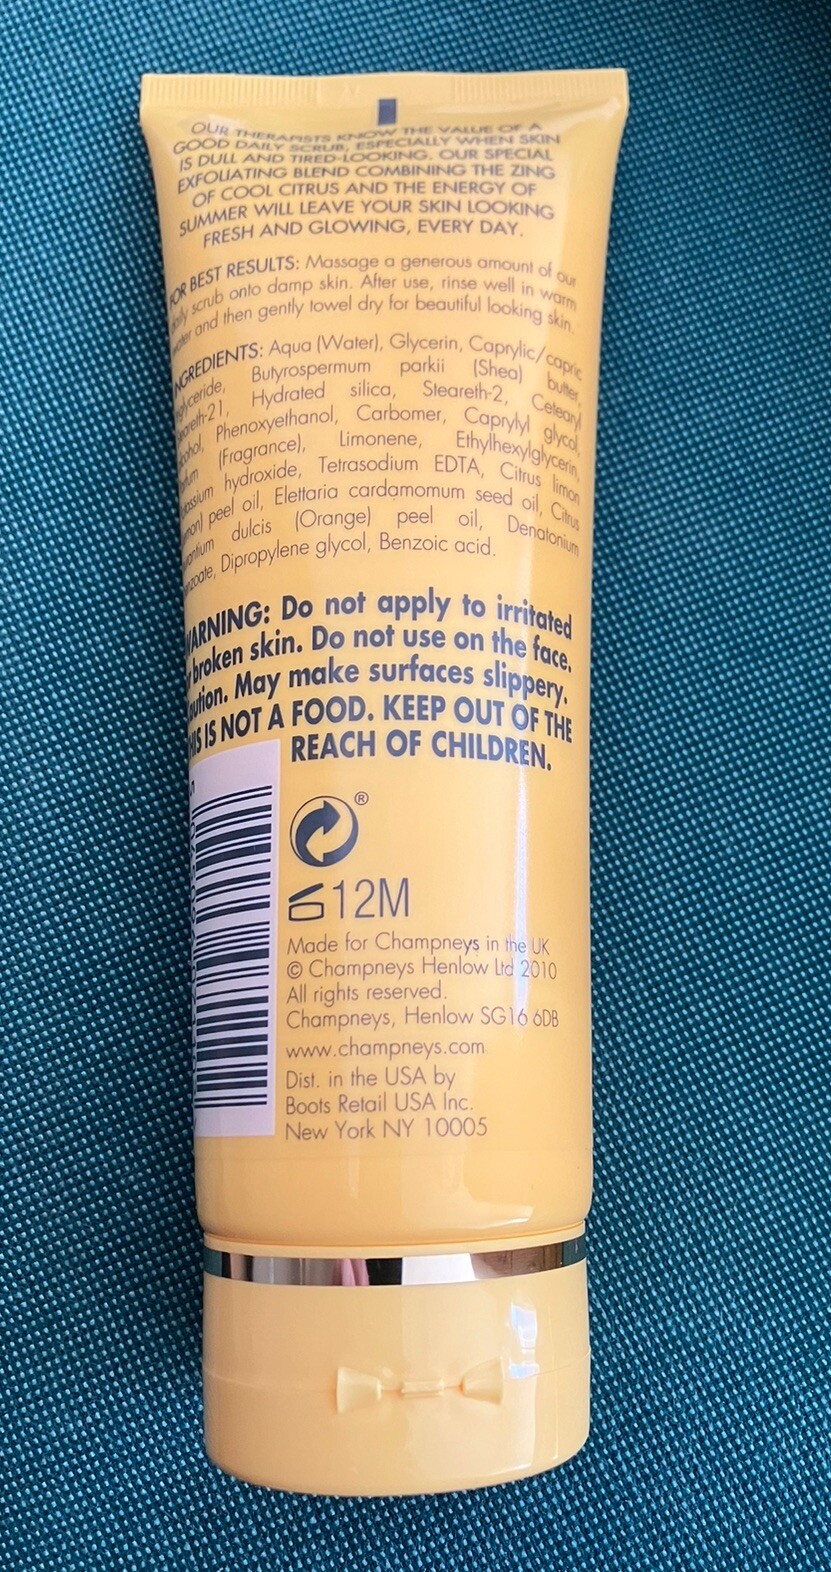 OUR THERAPISTS KNOW THE VALUE OF A
GOOD DAILY SCRUB, ESPECIALLY WHEN SKIN
IS DULL AND TIRED-LOOKING. OUR SPECIAL
EXFOLIATING BLEND COMBINING THE ZING
OF COOL CITRUS AND THE ENERGY OF
SUMMER WILL LEAVE YOUR SKIN LOOKING
FRESH AND GLOWING, EVERY DAY.
FOR BEST RESULTS: Massage a generous amount of our
daily scrub onto damp skin. After use, rinse well in warm
water and then gently towel dry for beautiful looking skin.
INGREDIENTS: Aqua (Water), Glycerin, Caprylic/capric
triglyceride, Butyrospermum parkii (Shea) butter,
Steareth-21, Hydrated silica, Steareth-2, Cetearyl
alcohol, Phenoxyethanol, Carbomer, Caprylyl glycol,
Parfum (Fragrance), Limonene, Ethylhexylglycerin,
Potassium hydroxide, Tetrasodium EDTA, Citrus limon
(Lemon) peel oil, Elettaria cardamomum seed oil, Citrus
aurantium dulcis (Orange) peel oil, Denatonium
benzoate, Dipropylene glycol, Benzoic acid.
WARNING: Do not apply to irritated
or broken skin. Do not use on the face.
Caution. May make surfaces slippery.
THIS IS NOT A FOOD. KEEP OUT OF THE
REACH OF CHILDREN.
®
12M
Made for Champneys in the UK
© Champneys Henlow Ltd 2010
All rights reserved.
Champneys, Henlow SG16 6DB
www.champneys.com
Dist. in the USA by
Boots Retail USA Inc.
New York NY 10005